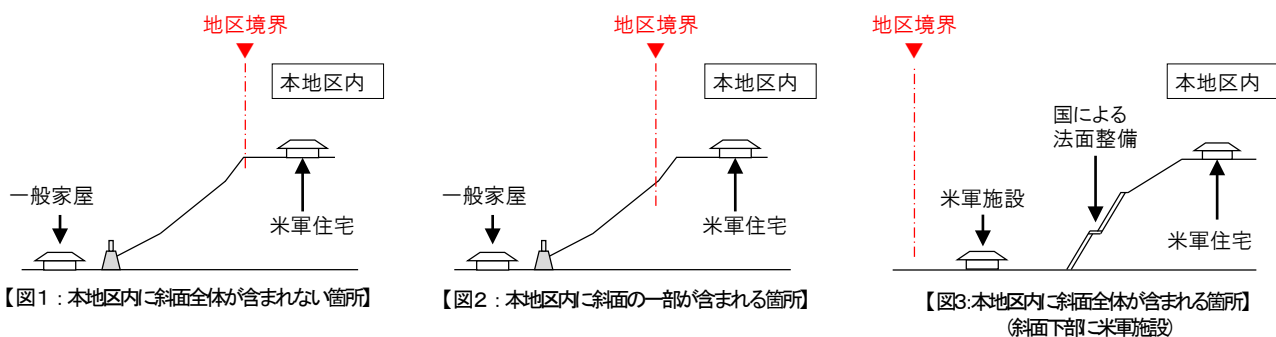 地区境界
本地区内
一般家屋
米軍住宅
【図1：本地区内に斜面全体が含まれない箇所】
地区境界
本地区内
一般家屋
米軍住宅
【図2：本地区内に斜面の一部が含まれる箇所】
地区境界
本地区内
国による
法面整備
米軍施設
米軍住宅
【図3:本地区内に斜面全体が含まれる箇所】
(斜面下部に米軍施設)